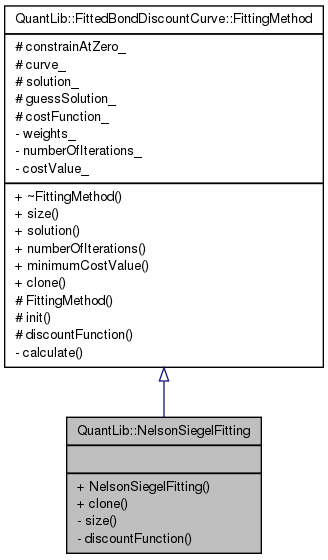 QuantLib::FittedBondDiscountCurve::FittingMethod
# constrainAtZero_
# curve_
# solution_
# guessSolution_
# costFunction_
- weights_
- numberOfIterations_
- costValue_
+ ~FittingMethod()
+ size()
+ solution()
+ numberOfIterations()
+ minimumCostValue()
+ clone()
# FittingMethod()
# init()
# discountFunction()
- calculate()
QuantLib::NelsonSiegelFitting
+ NelsonSiegelFitting()
+ clone()
- size()
- discountFunction()